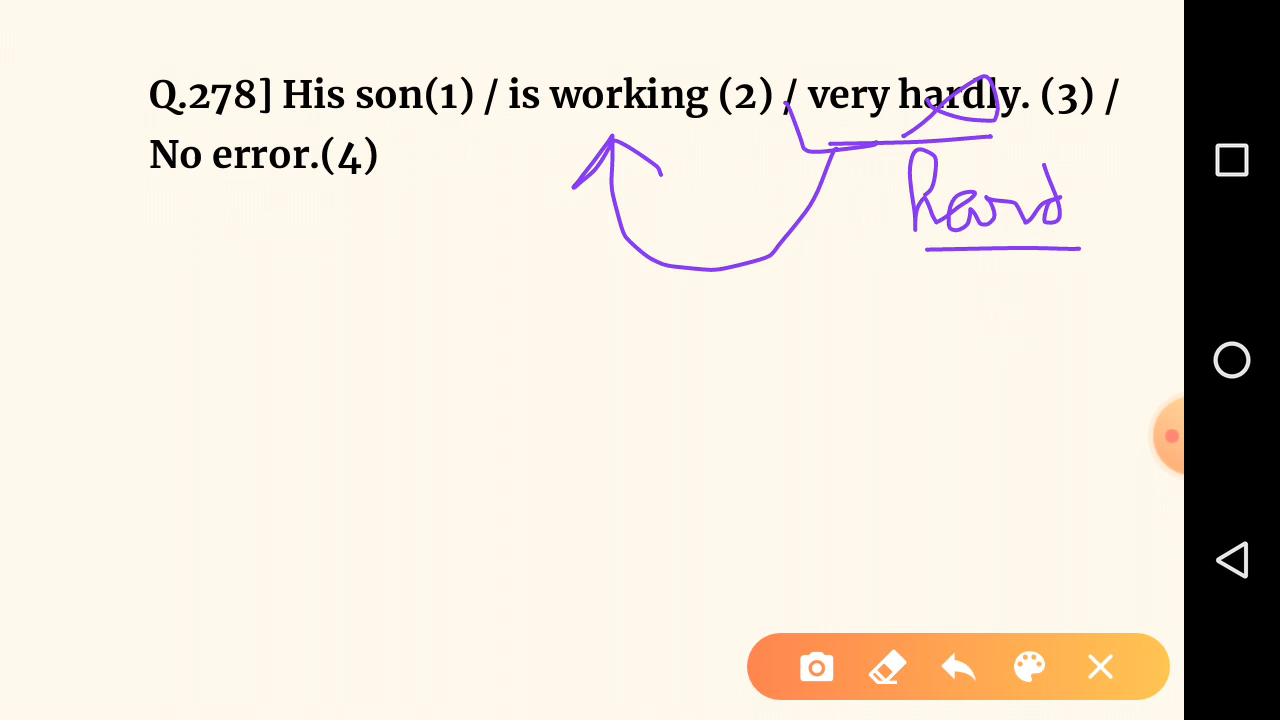 Q.278] His son(1) / is working (2) / very hardly. (3) /
No error.(4)
hard